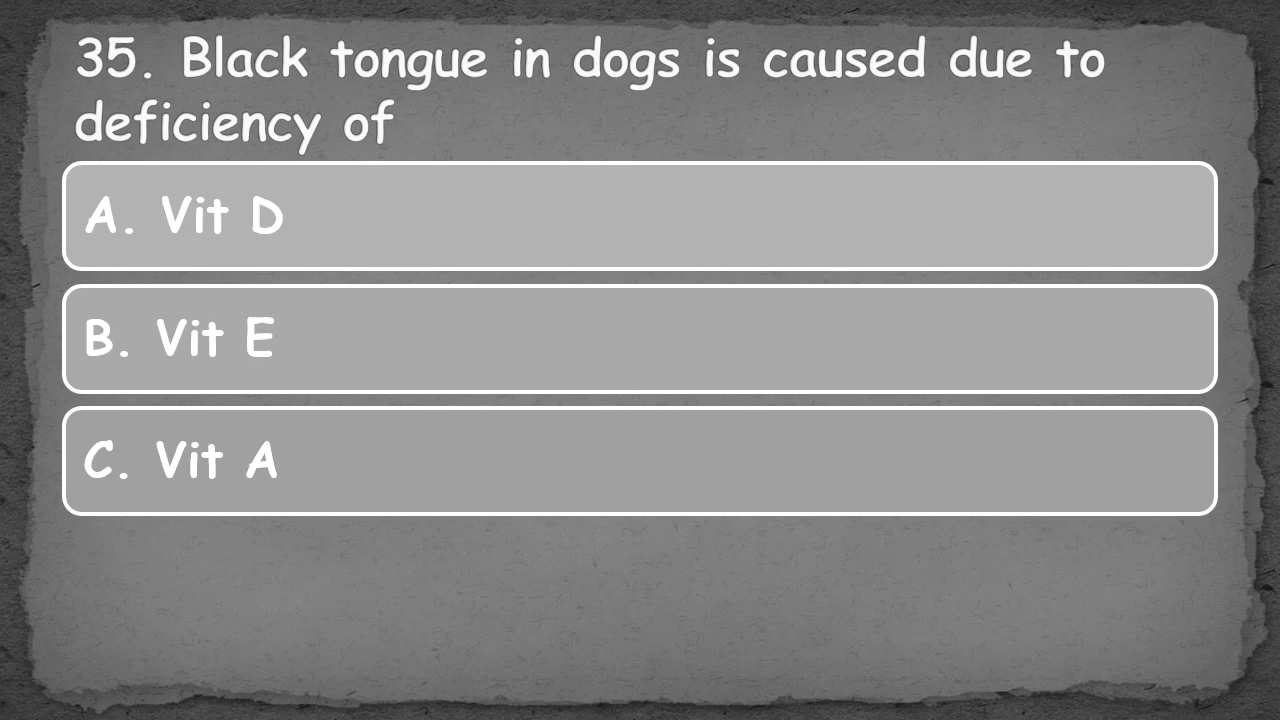 35. Black tongue in dogs is caused due to
deficiency of
A. Vit D
B. Vit E
C. Vit A